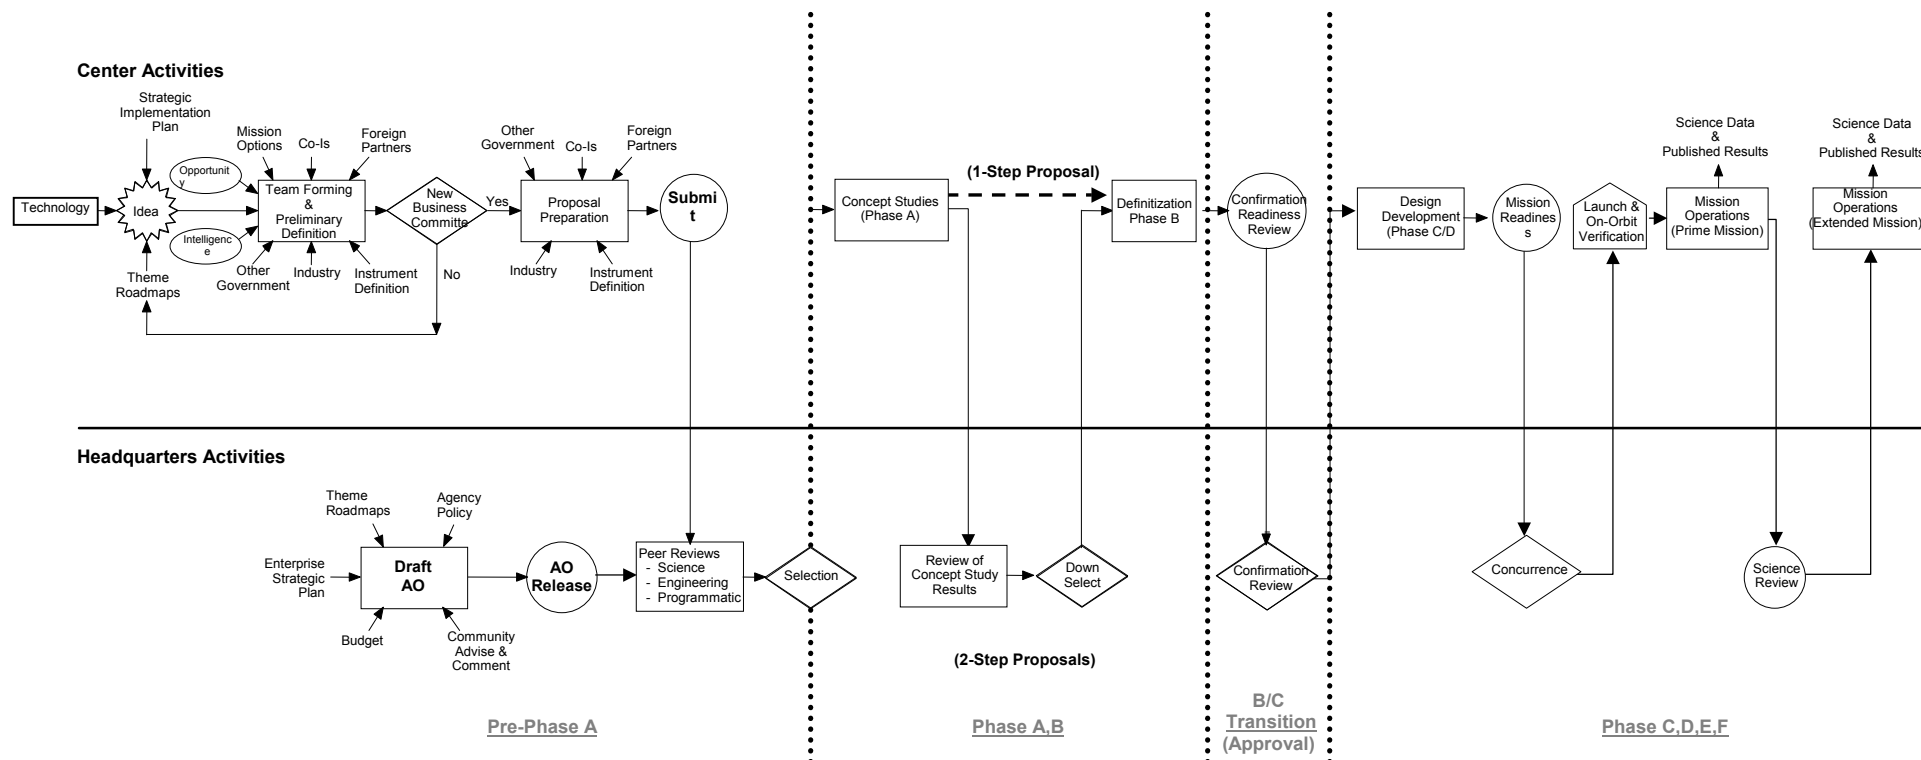 Center Activities
Strategic
Implementation
Plan
Technology
Idea
Theme
Roadmaps
Opportunit
y
Intelligenc
e
Mission
Options
Co-Is
Foreign
Partners
Team Forming
&
Preliminary
Definition
Other
Government
Industry
Instrument
Definition
New
Business
Committe
Yes
No
Other
Government
Co-Is
Foreign
Partners
Proposal
Preparation
Industry
Instrument
Definition
Submi
t
Concept Studies
(Phase A)
(1-Step Proposal)
Definitization
Phase B
Confirmation
Readiness
Review
Design
Development
(Phase C/D
Mission
Readines
s
Launch &
On-Orbit
Verification
Science Data
&
Published Results
Mission
Operations
(Prime Mission)
Science Data
&
Published Results
Mission
Operations
(Extended Mission)
Headquarters Activities
Theme
Roadmaps
Agency
Policy
Enterprise
Strategic
Plan
Draft
AO
Budget
Community
Advise &
Comment
AO
Release
Peer Reviews
- Science
- Engineering
- Programmatic
Selection
Review of
Concept Study
Results
Down
Select
(2-Step Proposals)
Confirmation
Review
Concurrence
Science
Review
Pre-Phase A
Phase A,B
B/C
Transition
(Approval)
Phase C,D,E,F